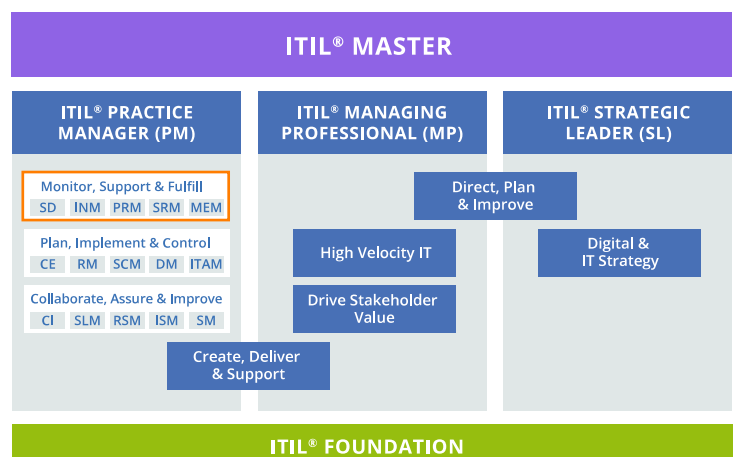 ITIL® MASTER
ITIL® PRACTICE
MANAGER (PM)
Monitor, Support & Fulfill
SD INM PRM SRM MEM
Plan, Implement & Control
CE RM SCM DM ITAM
Collaborate, Assure & Improve
CI SLM RSM ISM SM
Create, Deliver
& Support
ITIL® MANAGING
PROFESSIONAL (MP)
Direct, Plan
& Improve
High Velocity IT
Drive Stakeholder
Value
ITIL® STRATEGIC
LEADER (SL)
Digital &
IT Strategy
ITIL® FOUNDATION